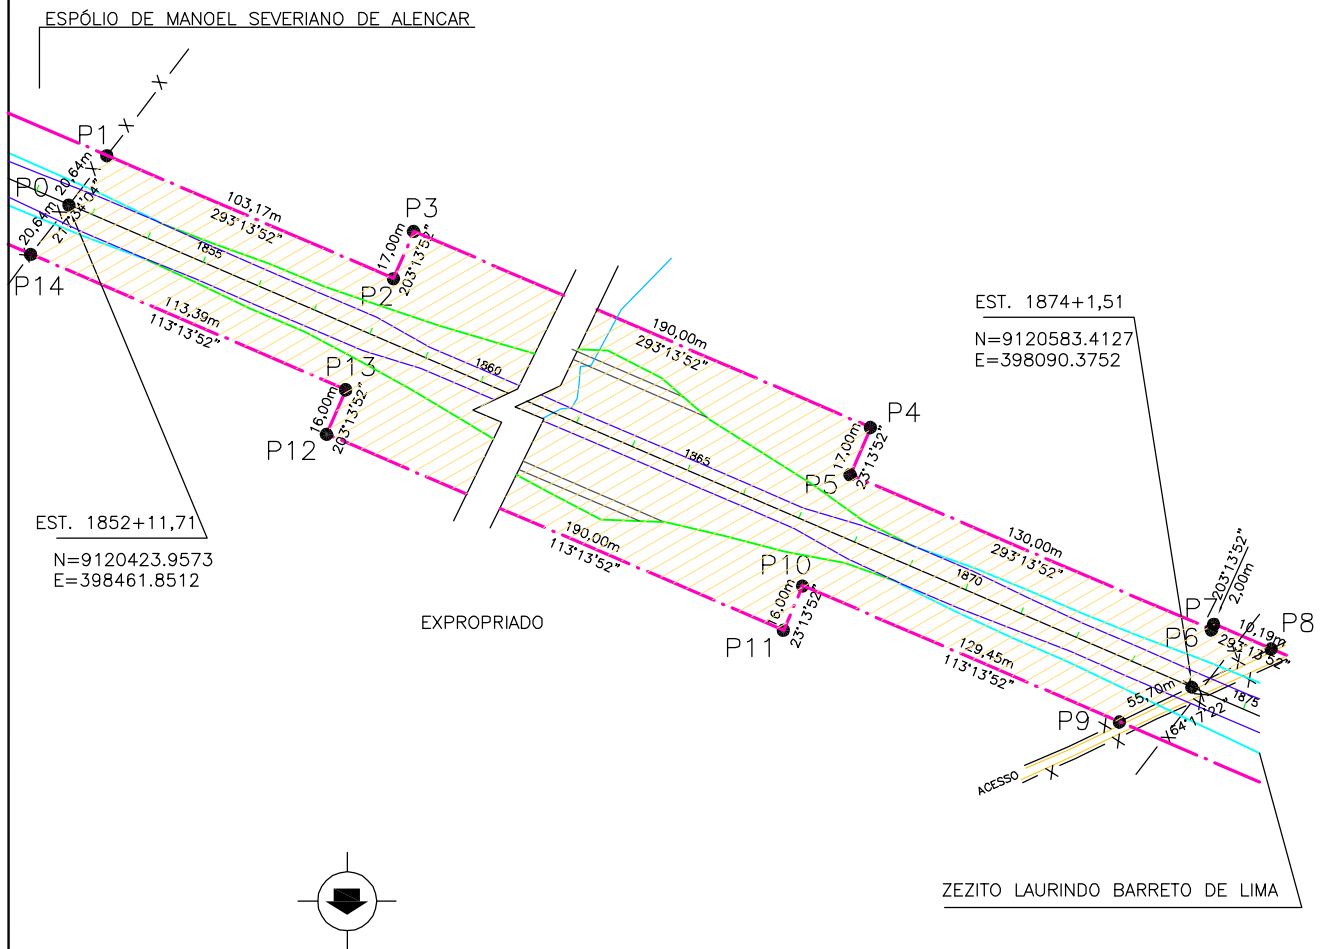 ESPÓLIO DE MANOEL SEVERIANO DE ALENCAR
P1
20,64m
P0
20,64m
217°34'04"
P14
103,17m
293°13'52"
1855
P3
17,00m
203°13'52"
P2
113,39m
113°13'52"
P13
16,00m
203°13'52"
P12
1860
190,00m
293°13'52"
EST. 1874+1,51
N=9120583.4127
E=398090.3752
P4
17,00m
23°13'52"
P5
1865
EST. 1852+11,71
N=9120423.9573
E=398461.8512
190,00m
113°13'52"
130,00m
293°13'52"
P10
16,00m
23°13'52"
P11
1870
EXPROPRIADO
203°13'52"
2,00m
P7
P6
10,19m
293°13'52"
P8
129,45m
113°13'52"
55,70m
64°17'22"
1875
P9
ACESSO
ZEZITO LAURINDO BARRETO DE LIMA